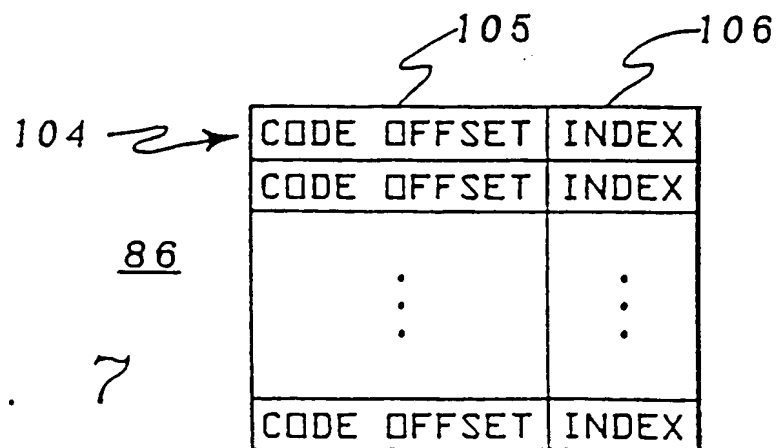 105 106
104 CODE OFFSET INDEX
CODE OFFSET INDEX
86
. 7
CODE OFFSET INDEX